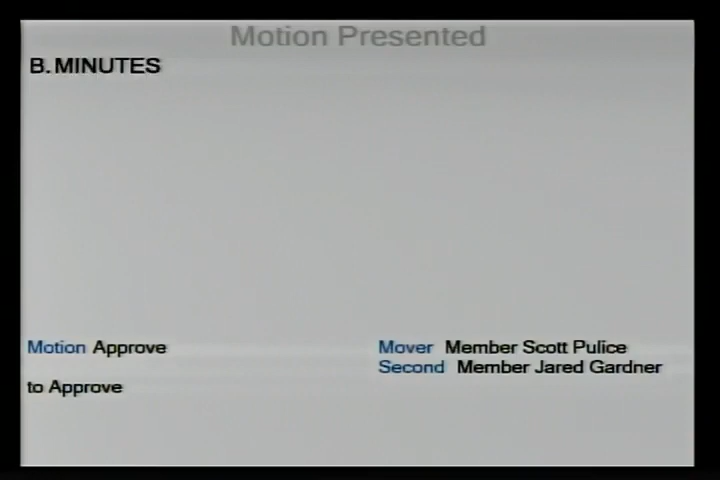 Motion Presented
B. MINUTES
Motion Approve
Mover Member Scott Pulice
Second Member Jared Gardner
to Approve